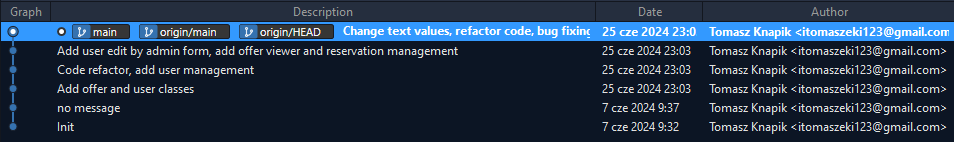 Graph Description Date Author
main origin/main origin/HEAD Change text values, refactor code, bug fixing 25 cze 2024 23:0 Tomasz Knapik <itomaszeki123@gmail.com
Add user edit by admin form, add offer viewer and reservation management 25 cze 2024 23:03 Tomasz Knapik <itomaszeki123@gmail.com>
Code refactor, add user management 25 cze 2024 23:03 Tomasz Knapik <itomaszeki123@gmail.com>
Add offer and user classes 25 cze 2024 23:03 Tomasz Knapik <itomaszeki123@gmail.com>
no message 7 cze 2024 9:37 Tomasz Knapik <itomaszeki123@gmail.com>
Init 7 cze 2024 9:32 Tomasz Knapik <itomaszeki123@gmail.com>